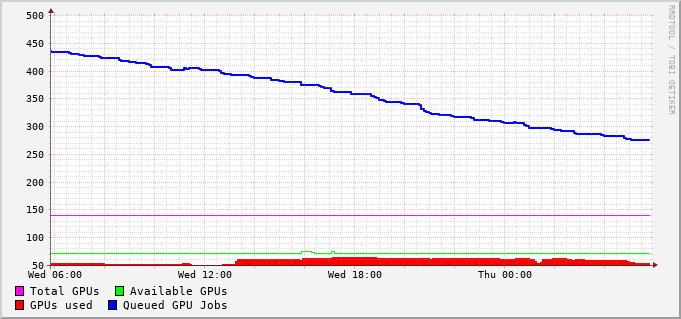 RRDTOOL / TOBI OETIKER
500
450
400
350
300
250
200
150
100
50
Wed 06:00 Wed 12:00 Wed 18:00 Thu 00:00
Total GPUs Available GPUs
GPUs used Queued GPU Jobs